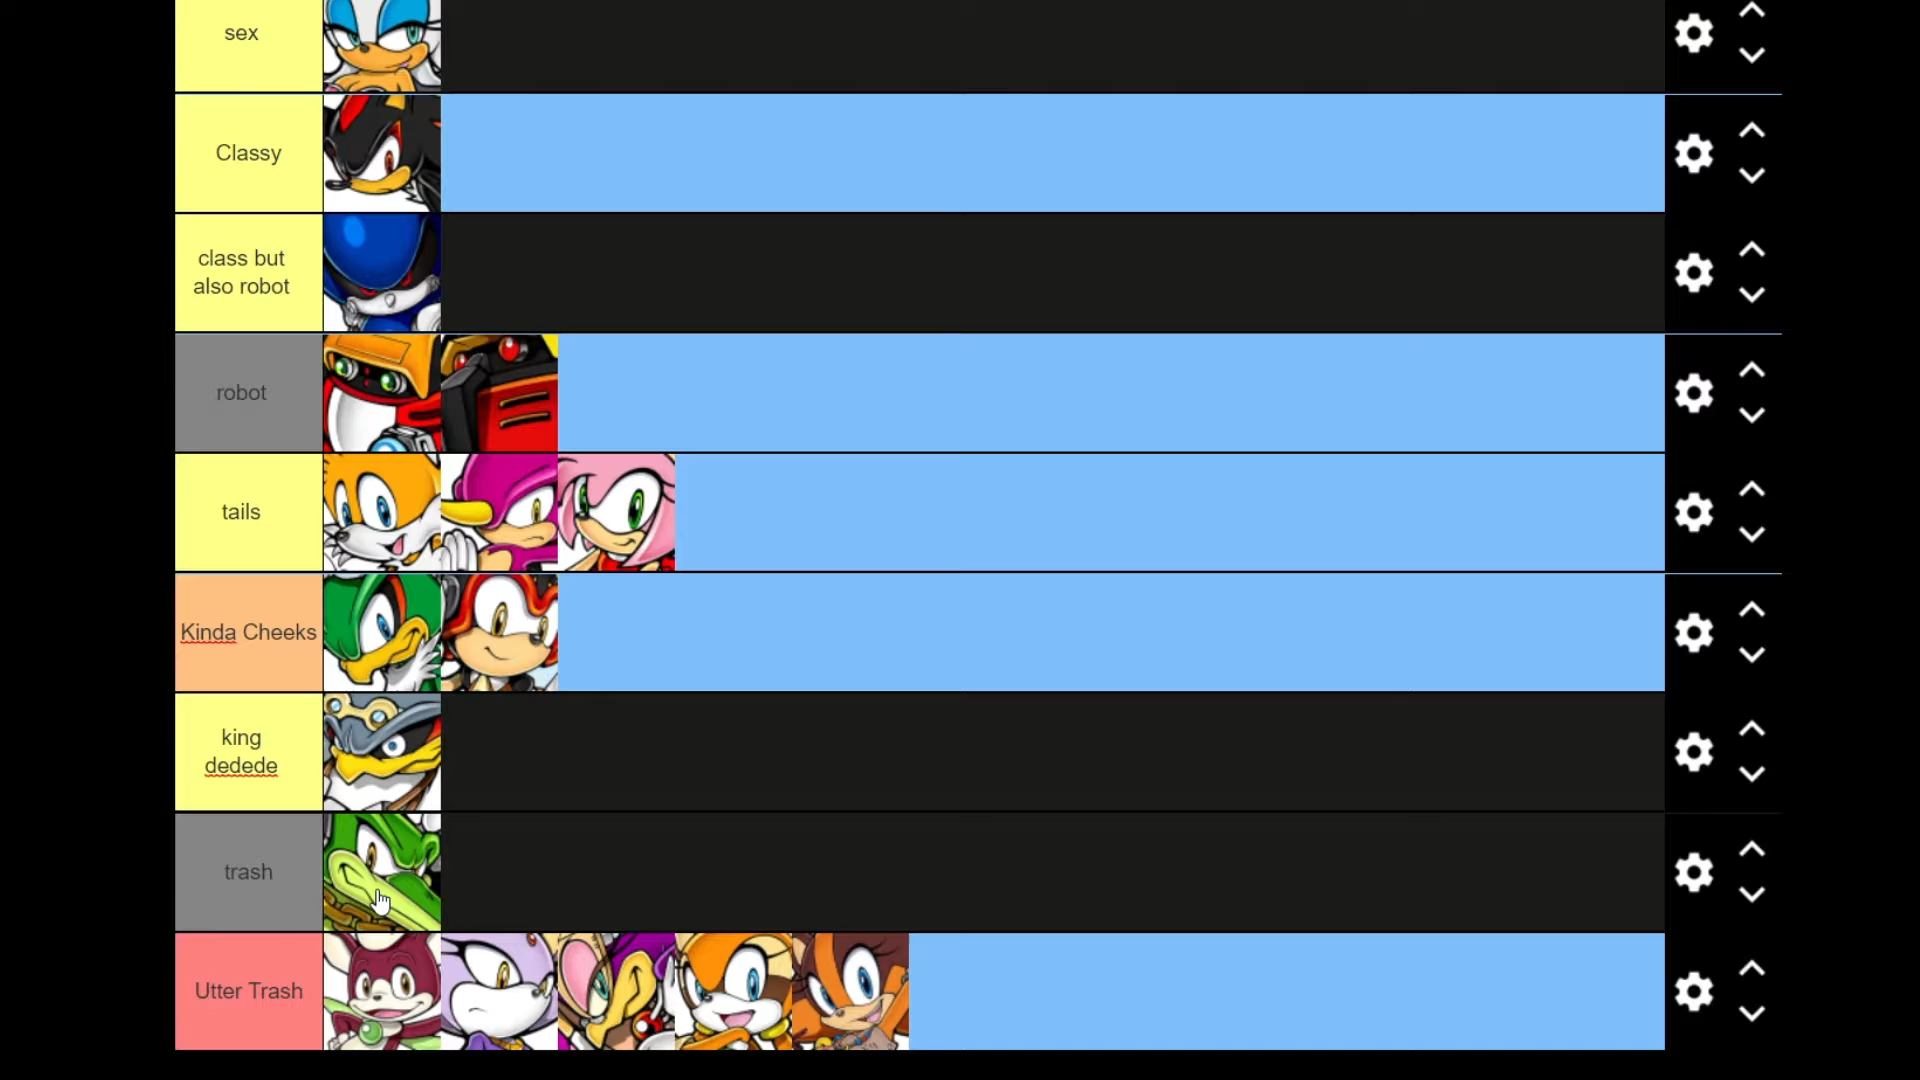 sex
Classy
class but
also robot
robot
tails
Kinda Cheeks
king
dedede
trash
Utter Trash